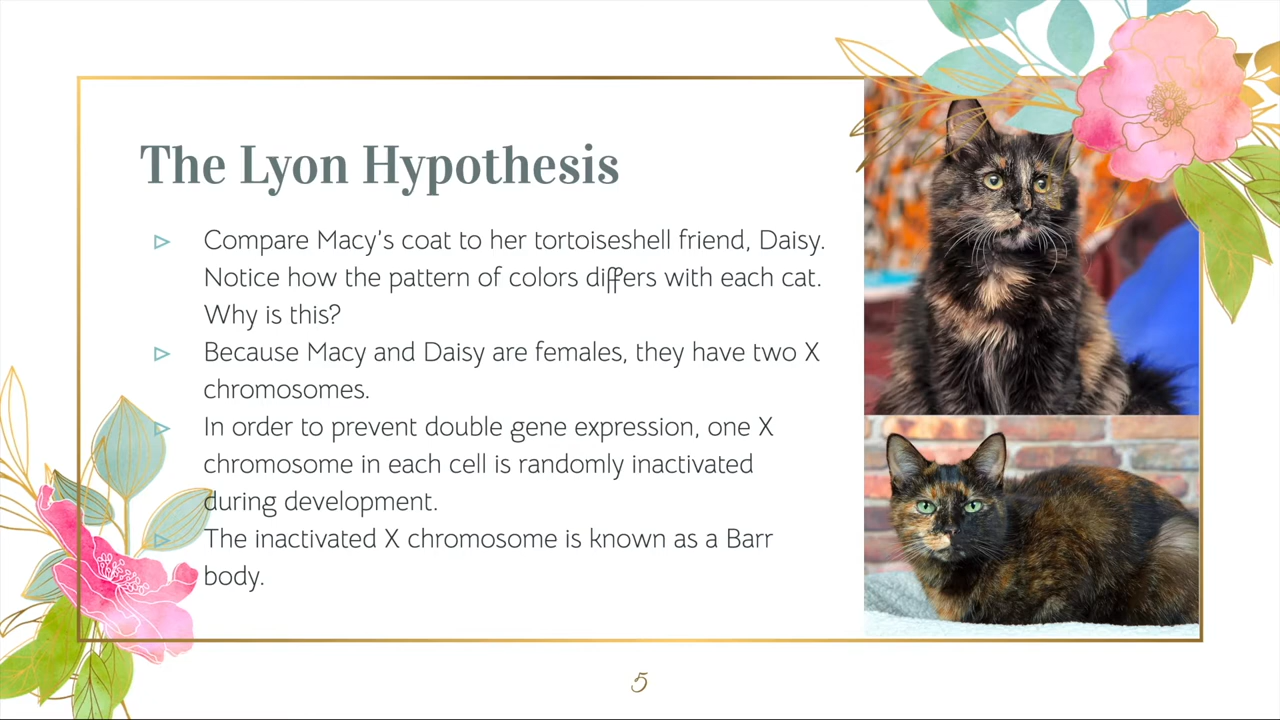 The Lyon Hypothesis
▹ Compare Macy's coat to her tortoiseshell friend, Daisy.
Notice how the pattern of colors differs with each cat.
Why is this?
▹ Because Macy and Daisy are females, they have two X
chromosomes.
▹ In order to prevent double gene expression, one X
chromosome in each cell is randomly inactivated
during development.
▹ The inactivated X chromosome is known as a Barr
body.
5